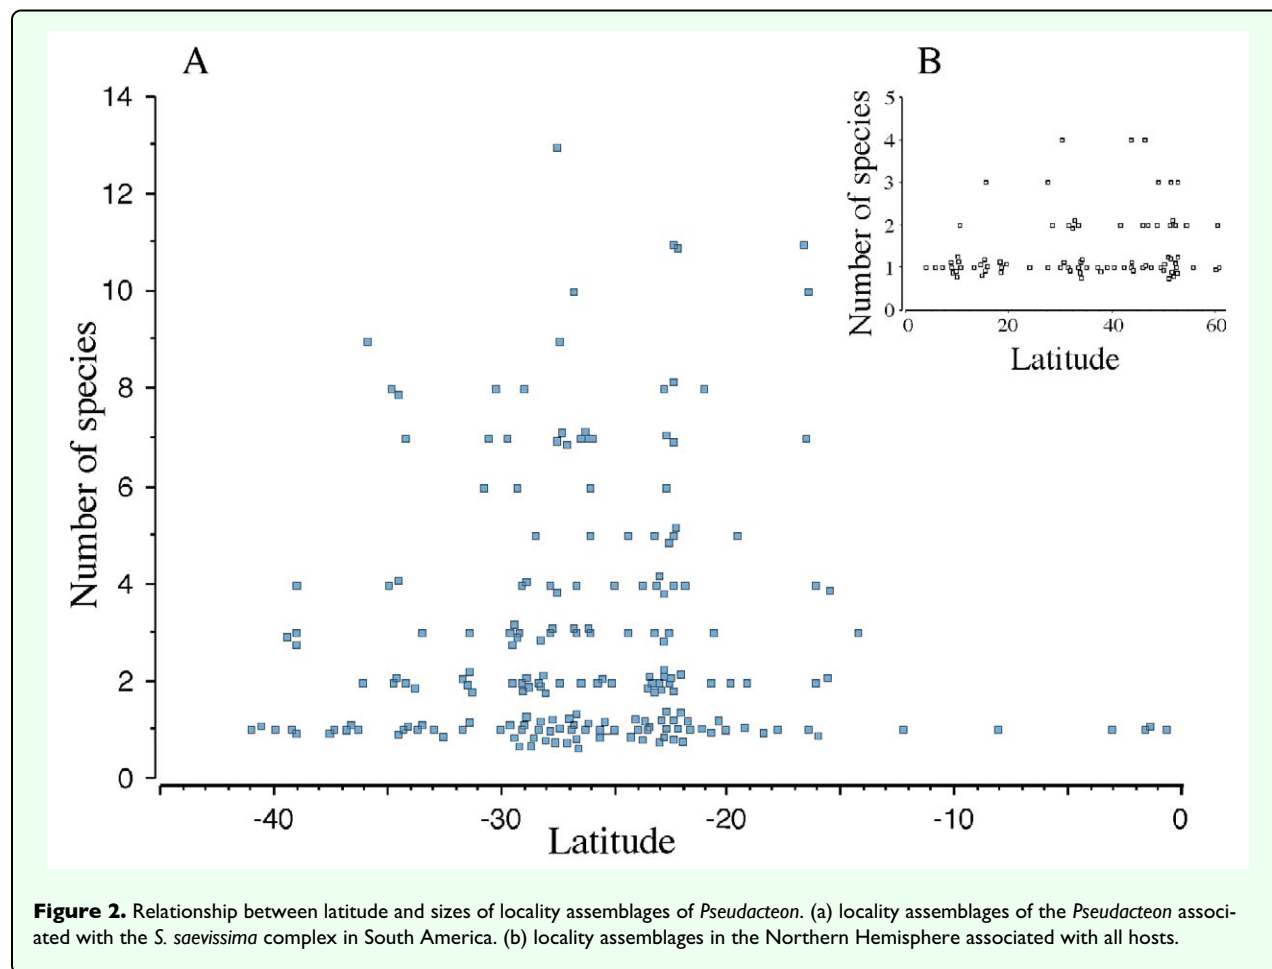 A
B
Number of species
14
12
10
8
6
4
2
0
-40
-30
-20
-10
0
Latitude
Number of species
5
4
3
2
1
0
0
20
40
60
Latitude
Figure 2. Relationship between latitude and sizes of locality assemblages of Pseudacteon. (a) locality assemblages of the Pseudacteon associ-
ated with the S. saevissima complex in South America. (b) locality assemblages in the Northern Hemisphere associated with all hosts.